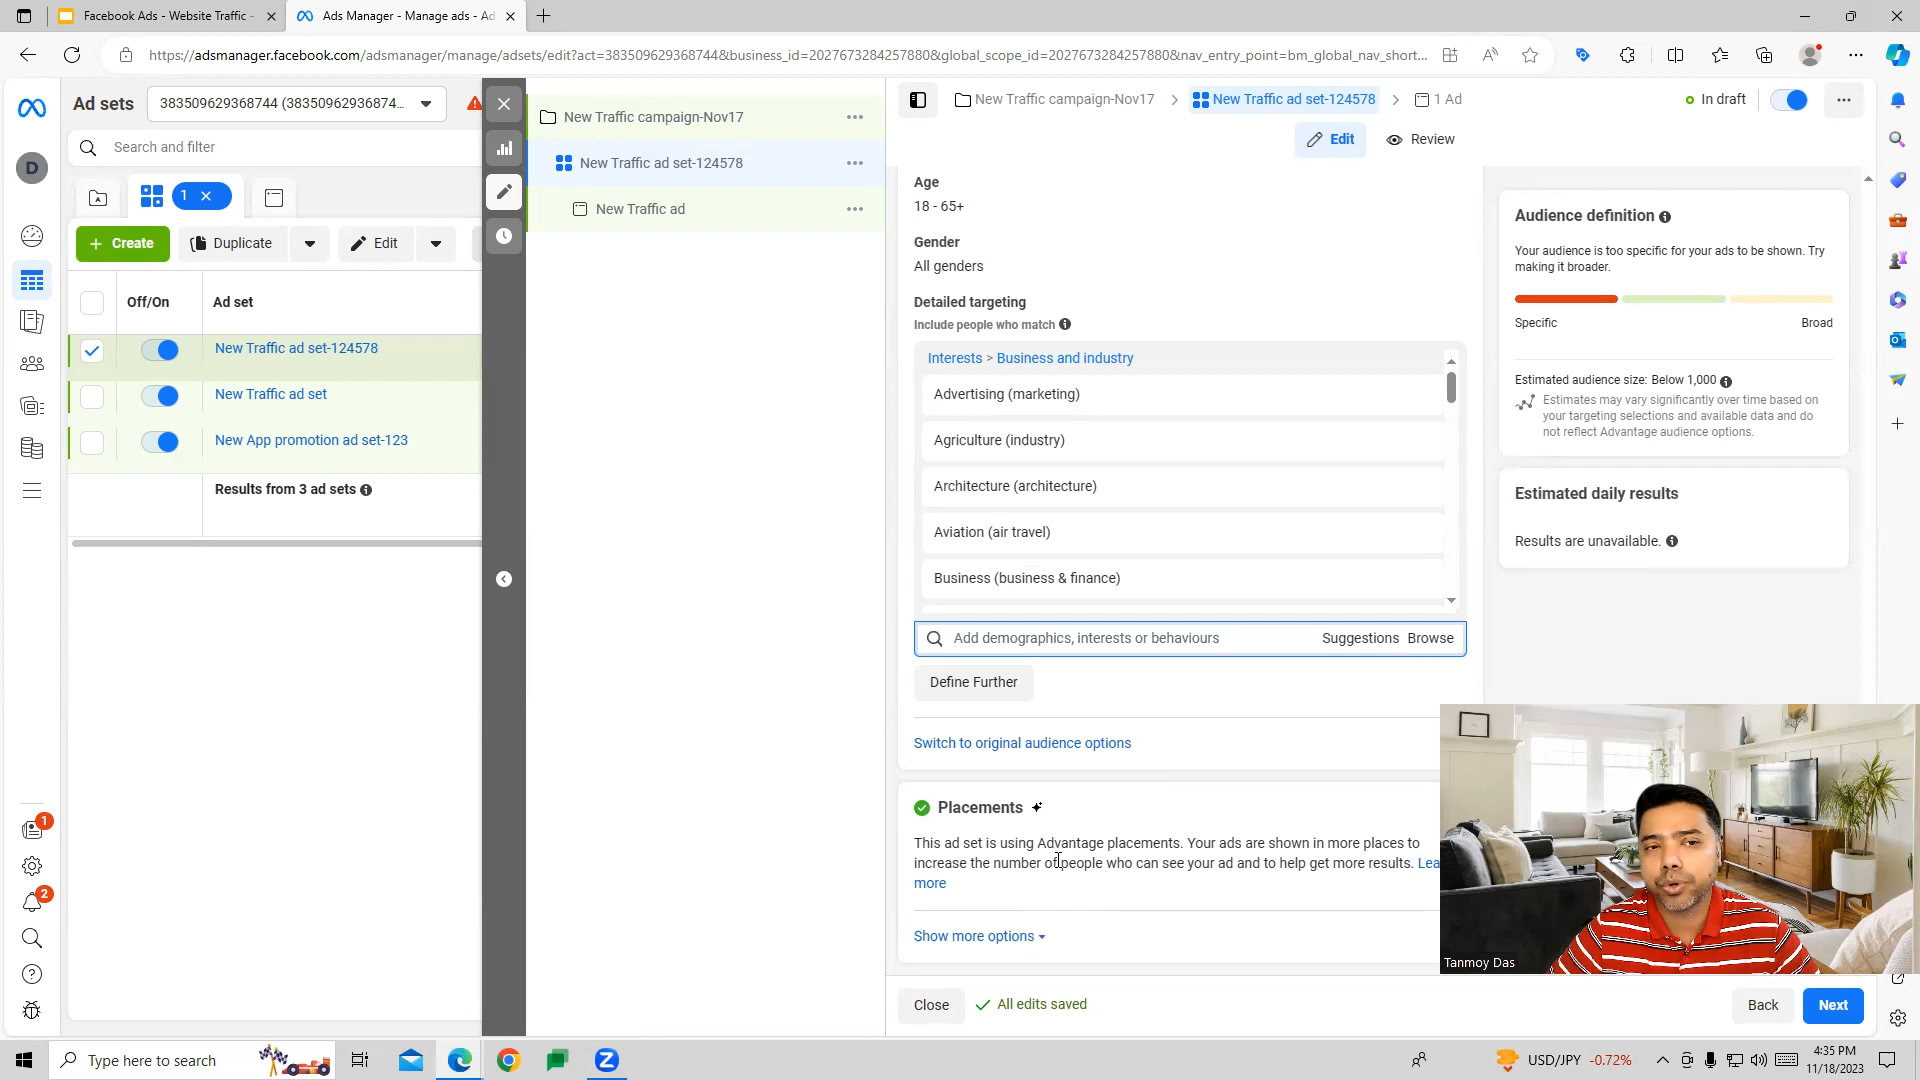 Facebook Ads - Website Traffic -
Ads Manager - Manage ads - Ad
https://adsmanager.facebook.com/adsmanager/manage/adsets/edit?act=383509629368744&business_id=2027673284257880&global_scope_id=2027673284257880&nav_entry_point=bm_global_nav_short...
Ad sets
383509629368744 (38350962936874...
Search and filter
D
1
Create
Duplicate
Edit
Off/On
Ad set
New Traffic ad set-124578
New Traffic ad set
New App promotion ad set-123
Results from 3 ad sets
1
2
New Traffic campaign-Nov17
New Traffic ad set-124578
New Traffic ad
New Traffic campaign-Nov17
New Traffic ad set-124578
1 Ad
In draft
Edit
Review
Age
18 - 65+
Gender
All genders
Detailed targeting
Include people who match
Interests > Business and industry
Advertising (marketing)
Agriculture (industry)
Architecture (architecture)
Aviation (air travel)
Business (business & finance)
Add demographics, interests or behaviours
Suggestions
Browse
Define Further
Switch to original audience options
Placements
This ad set is using Advantage placements. Your ads are shown in more places to
increase the number of people who can see your ad and to help get more results. Lea
more
Show more options
Close
All edits saved
Back
Next
Audience definition
Your audience is too specific for your ads to be shown. Try
making it broader.
Specific
Broad
Estimated audience size: Below 1,000
Estimates may vary significantly over time based on
your targeting selections and available data and do
not reflect Advantage audience options.
Estimated daily results
Results are unavailable.
Tanmoy Das
Type here to search
USD/JPY -0.72%
4:35 PM
11/18/2023